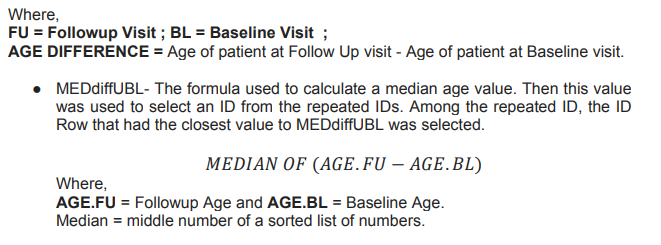 Where,
FU = Followup Visit ; BL = Baseline Visit ;
AGE DIFFERENCE = Age of patient at Follow Up visit - Age of patient at Baseline visit.
● MEDdiffUBL- The formula used to calculate a median age value. Then this value
was used to select an ID from the repeated IDs. Among the repeated ID, the ID
Row that had the closest value to MEDdiffUBL was selected.
MEDIAN OF (AGE.FU − AGE.BL)
Where,
AGE.FU = Followup Age and AGE.BL = Baseline Age.
Median = middle number of a sorted list of numbers.